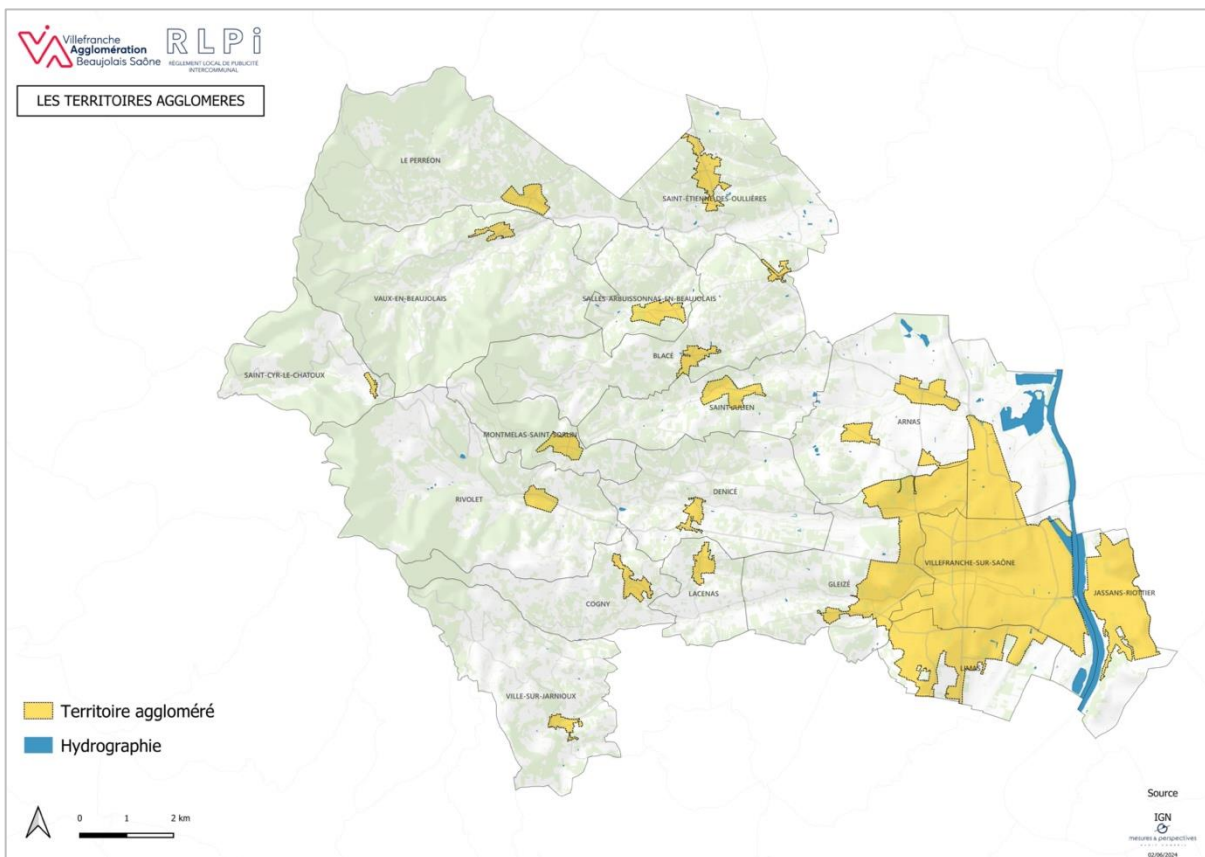 Villefranche
Agglomération
Beaujolais Saône
RLPi
RÈGLEMENT LOCAL DE PUBLICITÉ
INTERCOMMUNAL
LES TERRITOIRES AGGLOMERES
LE PERRÉON
SAINT-ÉTIENNE-DES-OULLIÈRES
VAUX-EN-BEAUJOLAIS
SALLES-ARBUISSONNAS-EN-BEAUJOLAIS
BLACÉ
SAINT-CYR-LE-CHATOUX
SAINT-JULIEN
ARNAS
MONTMELAS-SAINT-SORLIN
RIVOLET
DENICÉ
VILLEFRANCHE-SUR-SAÔNE
GLEIZÉ
LACENAS
JASSANS-RIOTTIER
COGNY
LIMAS
VILLE-SUR-JARNIOUX
Territoire aggloméré
Hydrographie
0 1 2 km
Source
IGN
mesures & perspectives
02/06/2024